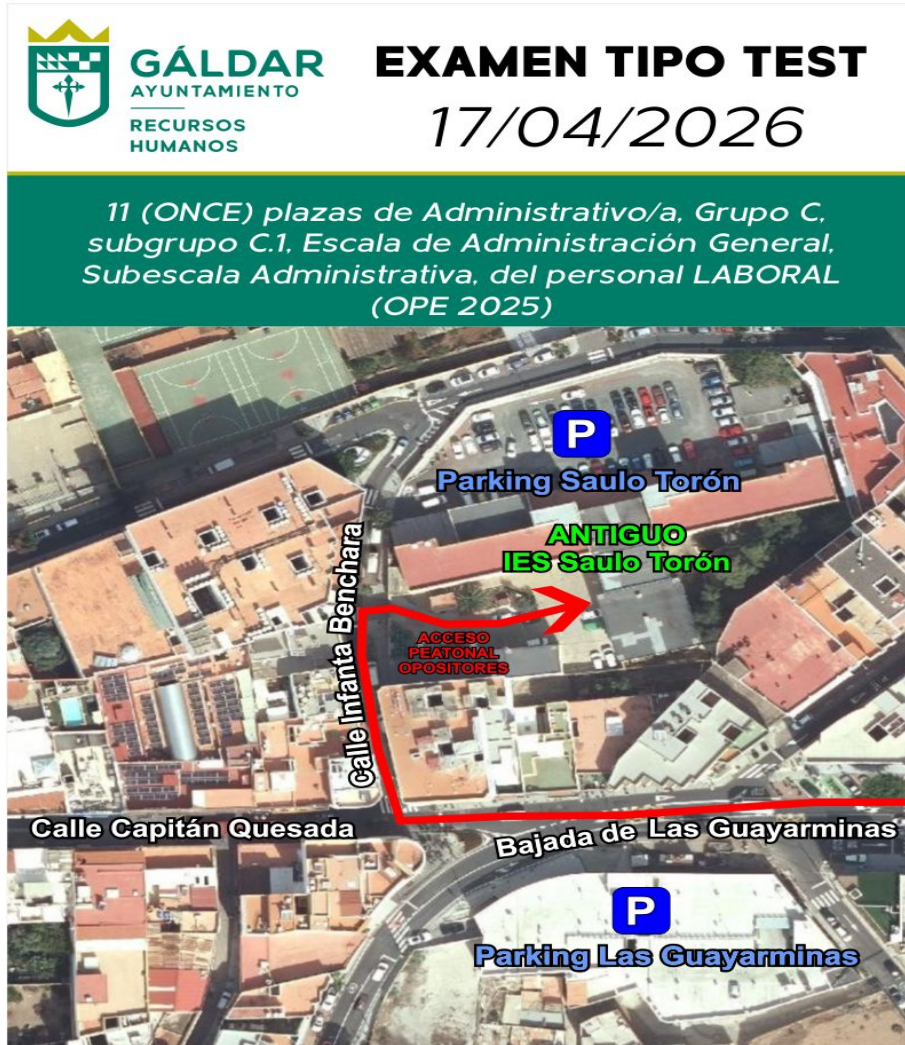 GÁLDAR
AYUNTAMIENTO
RECURSOS
HUMANOS
EXAMEN TIPO TEST
17/04/2026
11 (ONCE) plazas de Administrativo/a, Grupo C,
subgrupo C.1, Escala de Administración General,
Subescala Administrativa, del personal LABORAL
(OPE 2025)
P
Parking Saulo Torón
ANTIGUO
IES Saulo Torón
Calle Infanta Benchara
ACCESO
PEATONAL
OPOSITORES
Calle Capitán Quesada
Bajada de Las Guayarminas
P
Parking Las Guayarminas